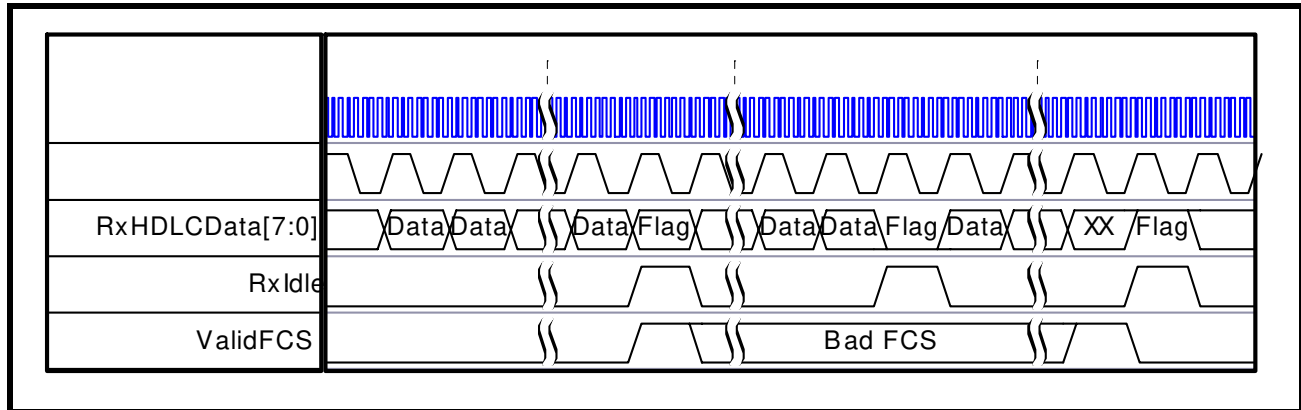 RxHDLCData[7:0] Data Data Data Flag Data Data Flag Data XX Flag
RxIdle
ValidFCS Bad FCS